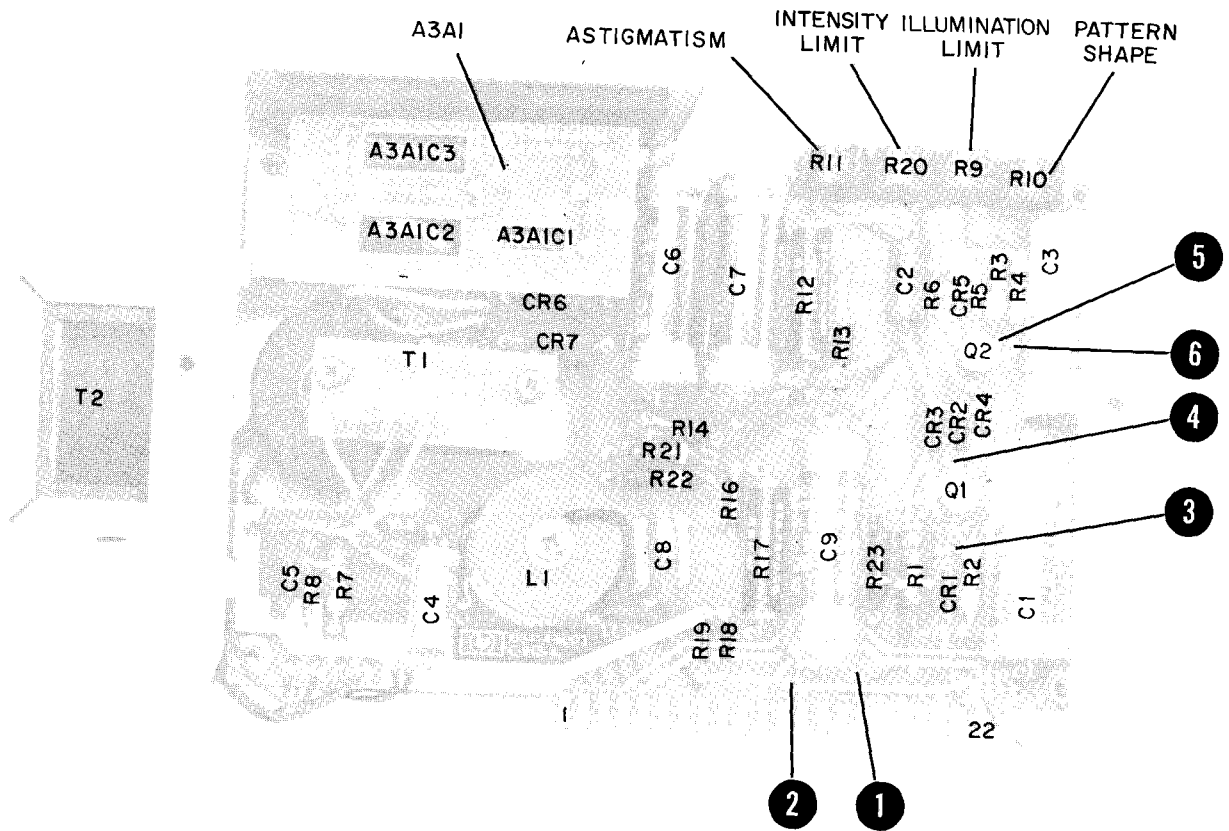 A3A1
ASTIGMATISM
INTENSITY
LIMIT
ILLUMINATION
LIMIT
PATTERN
SHAPE
A3A1C3
R11
R20
R9
R10
A3A1C2
A3A1C1
C6
C7
R12
C2
R6
CR5
R5
R3
R4
C3
5
CR6
CR7
R13
Q2
6
T1
T2
R14
R21
R22
CR3
CR2
CR4
4
R16
Q1
3
C5
R8
R7
C4
L1
C8
R17
C9
R23
R1
CR1
R2
C1
R19
R18
1
22
2
1